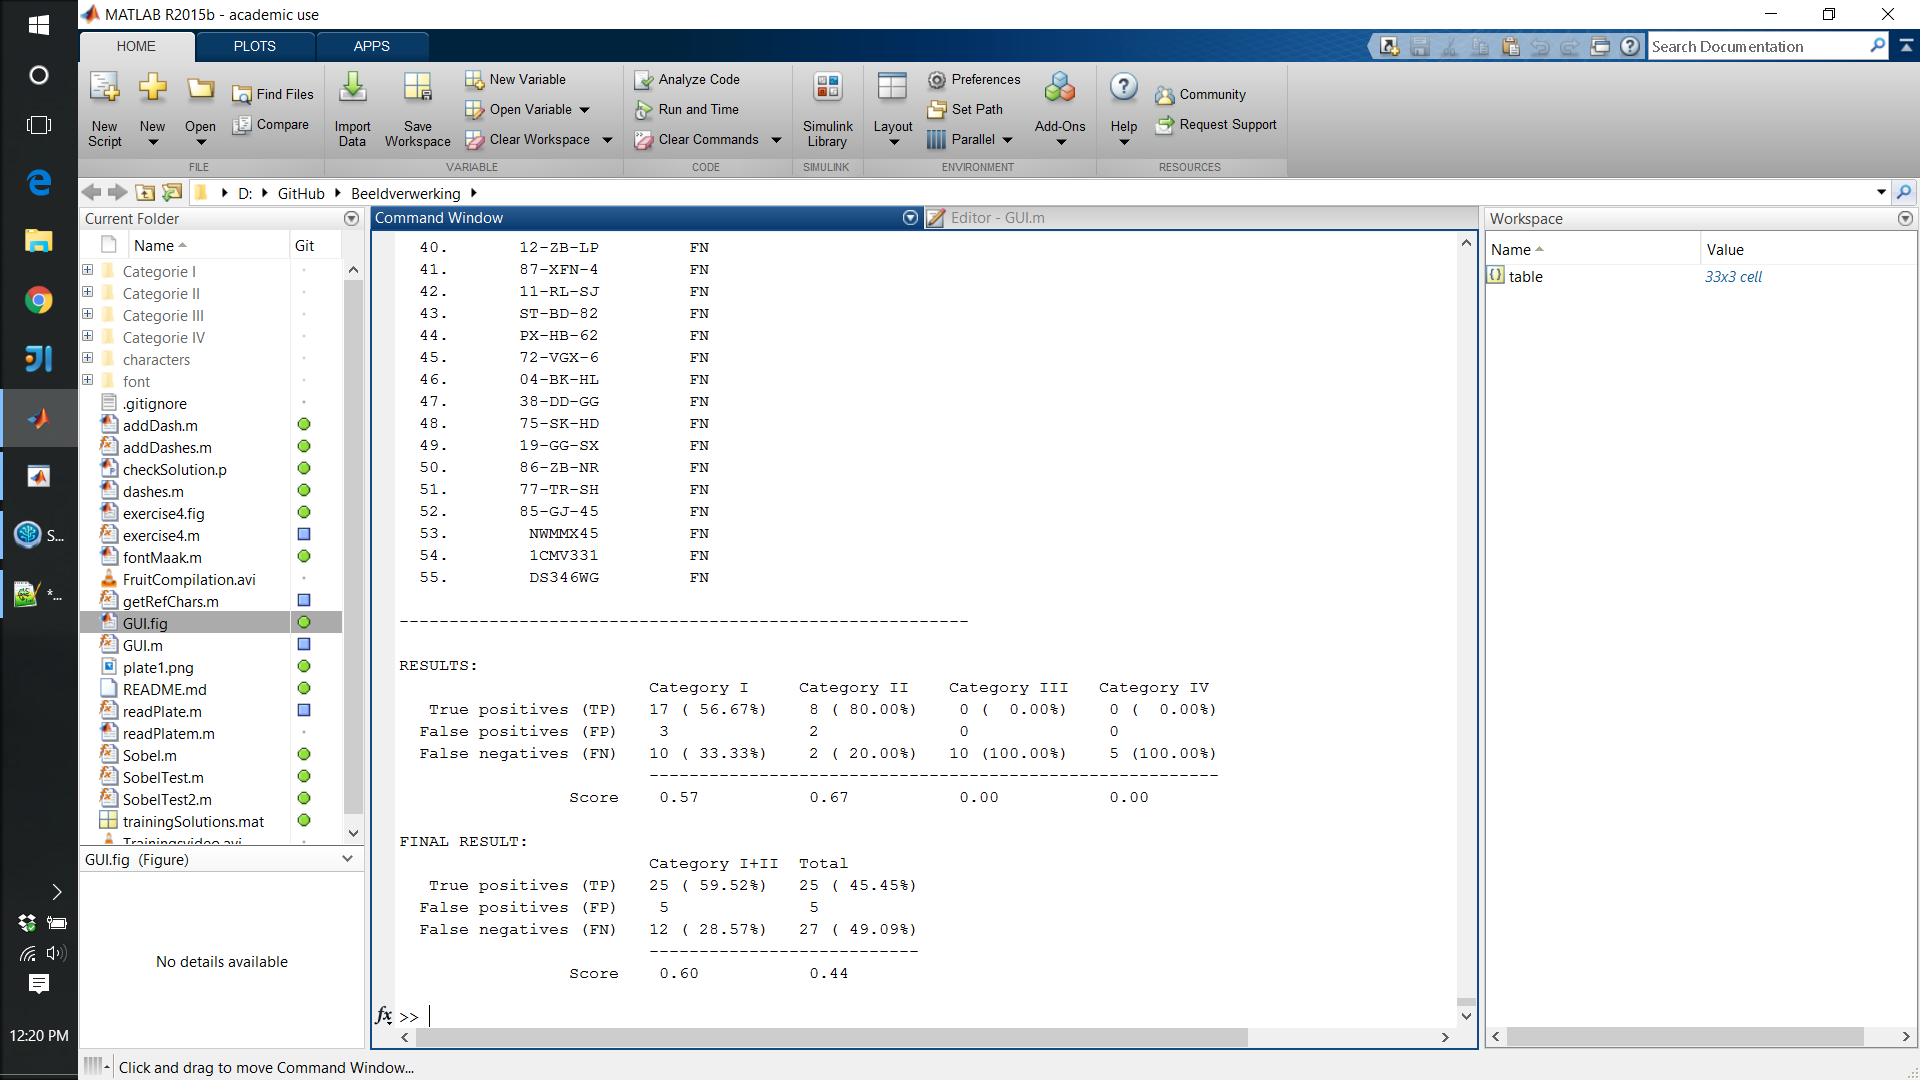 MATLAB R2015b - academic use
HOME PLOTS APPS
Search Documentation
New Script
New
Open
Find Files
Compare
FILE
Import Data
Save Workspace
New Variable
Open Variable
Clear Workspace
VARIABLE
Analyze Code
Run and Time
Clear Commands
CODE
Simulink Library
SIMULINK
Layout
Preferences
Set Path
Parallel
Add-Ons
ENVIRONMENT
Help
Community
Request Support
RESOURCES
D: GitHub Beeldverwerking
Current Folder
Name Git
Categorie I
Categorie II
Categorie III
Categorie IV
characters
font
.gitignore
addDash.m
addDashes.m
checkSolution.p
dashes.m
exercise4.fig
exercise4.m
fontMaak.m
FruitCompilation.avi
getRefChars.m
GUI.fig
GUI.m
plate1.png
README.md
readPlate.m
readPlatem.m
Sobel.m
SobelTest.m
SobelTest2.m
trainingSolutions.mat
Trainingsvideo.avi
GUI.fig (Figure)
No details available
Command Window
Editor - GUI.m
40. 12-ZB-LP FN
41. 87-XFN-4 FN
42. 11-RL-SJ FN
43. ST-BD-82 FN
44. PX-HB-62 FN
45. 72-VGX-6 FN
46. 04-BK-HL FN
47. 38-DD-GG FN
48. 75-SK-HD FN
49. 19-GG-SX FN
50. 86-ZB-NR FN
51. 77-TR-SH FN
52. 85-GJ-45 FN
53. NWMMX45 FN
54. 1CMV331 FN
55. DS346WG FN
---------------------------------------------------------
RESULTS:
Category I Category II Category III Category IV
True positives (TP) 17 ( 56.67%) 8 ( 80.00%) 0 ( 0.00%) 0 ( 0.00%)
False positives (FP) 3 2 0 0
False negatives (FN) 10 ( 33.33%) 2 ( 20.00%) 10 (100.00%) 5 (100.00%)
---------------------------------------------------------
Score 0.57 0.67 0.00 0.00
FINAL RESULT:
Category I+II Total
True positives (TP) 25 ( 59.52%) 25 ( 45.45%)
False positives (FP) 5 5
False negatives (FN) 12 ( 28.57%) 27 ( 49.09%)
---------------------------
Score 0.60 0.44
fx >>
Workspace
Name Value
table 33x3 cell
S...
*...
12:20 PM
Click and drag to move Command Window...